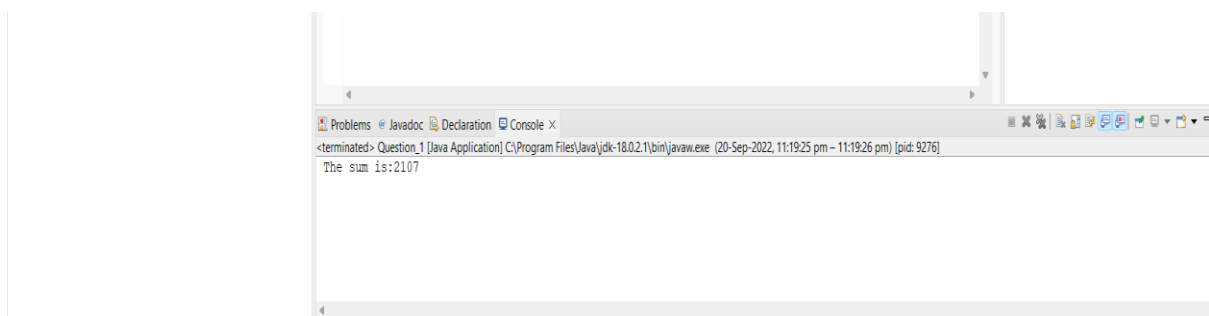 Problems Javadoc Declaration Console
<terminated> Question_1 [Java Application] C:\Program Files\Java\jdk-18.0.2.1\bin\javaw.exe (20-Sep-2022, 11:19:25 pm – 11:19:26 pm) [pid: 9276]
The sum is:2107